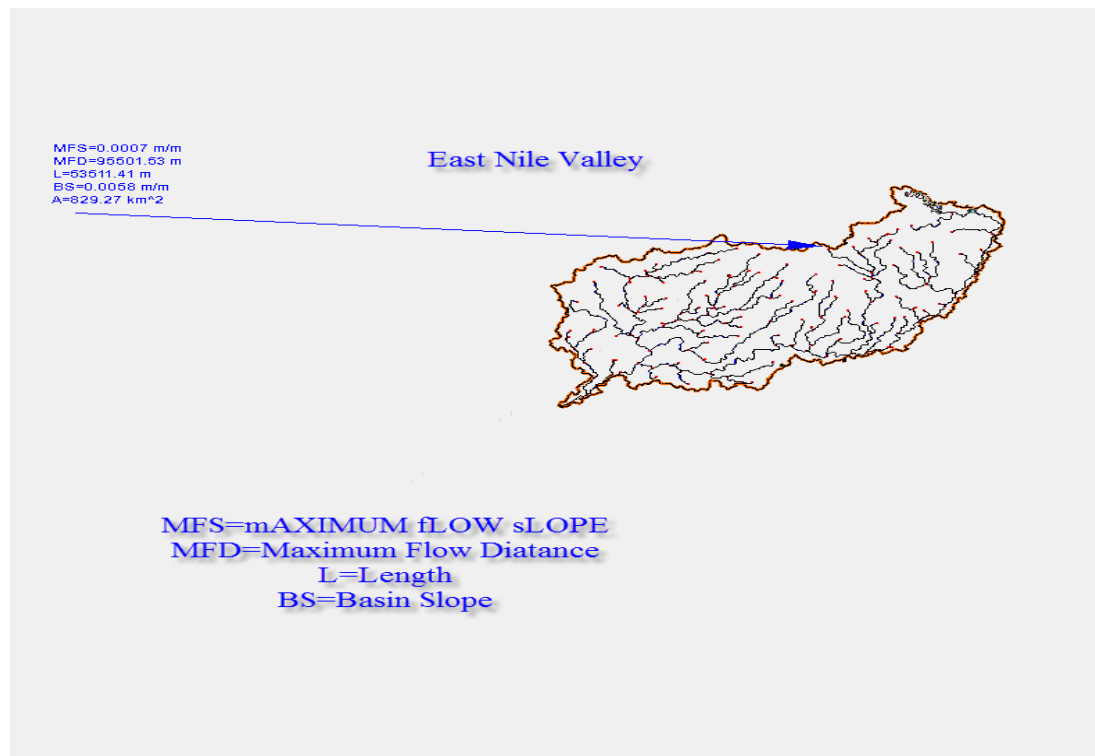 MFS=0.0007 m/m
MFD=95501.53 m
L=53511.41 m
BS=0.0058 m/m
A=829.27 km^2
East Nile Valley
MFS=mAXIMUM fLOW sLOPE
MFD=Maximum Flow Diatance
L=Length
BS=Basin Slope